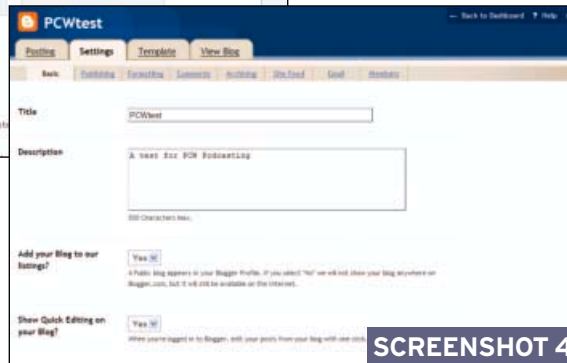 PCWtest
← Back to Dashboard ? Help
Posting Settings Template View Blog
Basic Publishing Formatting Comments Archiving Site Feed Email Members
Title
PCWtest
Description
A test for PCW Podcasting
500 Characters Max.
Add your Blog to our
listings?
Yes
A Public blog appears in your Blogger Profile. If you select "No" we will not show your blog anywhere on
Blogger.com, but it will still be available on the Internet.
Show Quick Editing on
your Blog?
Yes
When you're logged in to Blogger, edit your posts from your blog with one click.
SCREENSHOT 4